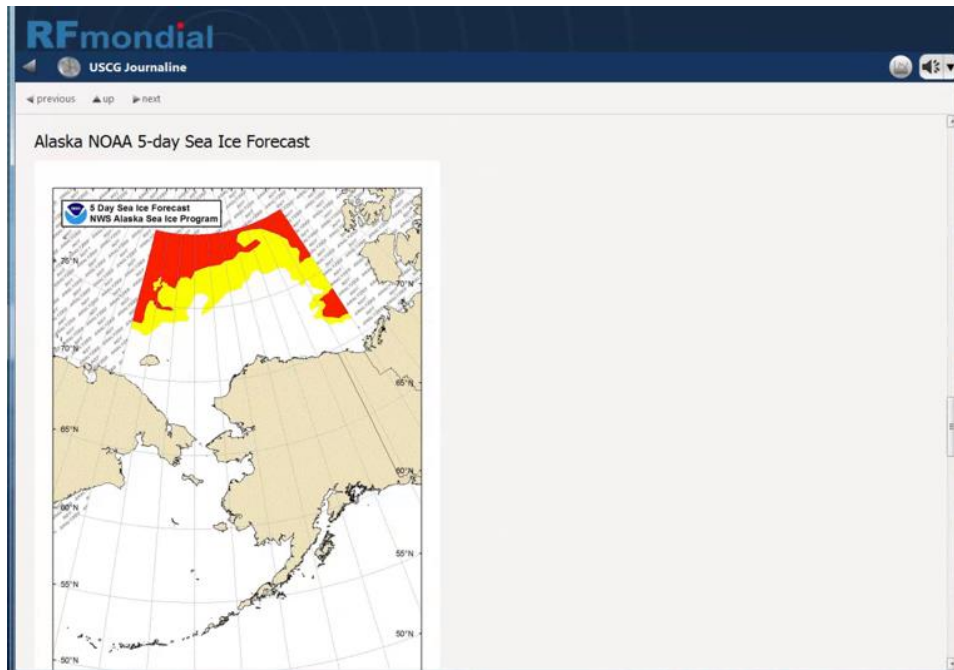 RFmondial
USCG Journaline
previous up next
Alaska NOAA 5-day Sea Ice Forecast
5 Day Sea Ice Forecast
NWS Alaska Sea Ice Program
75°N
70°N
70°N
65°N
65°N
60°N
60°N
55°N
55°N
50°N
50°N